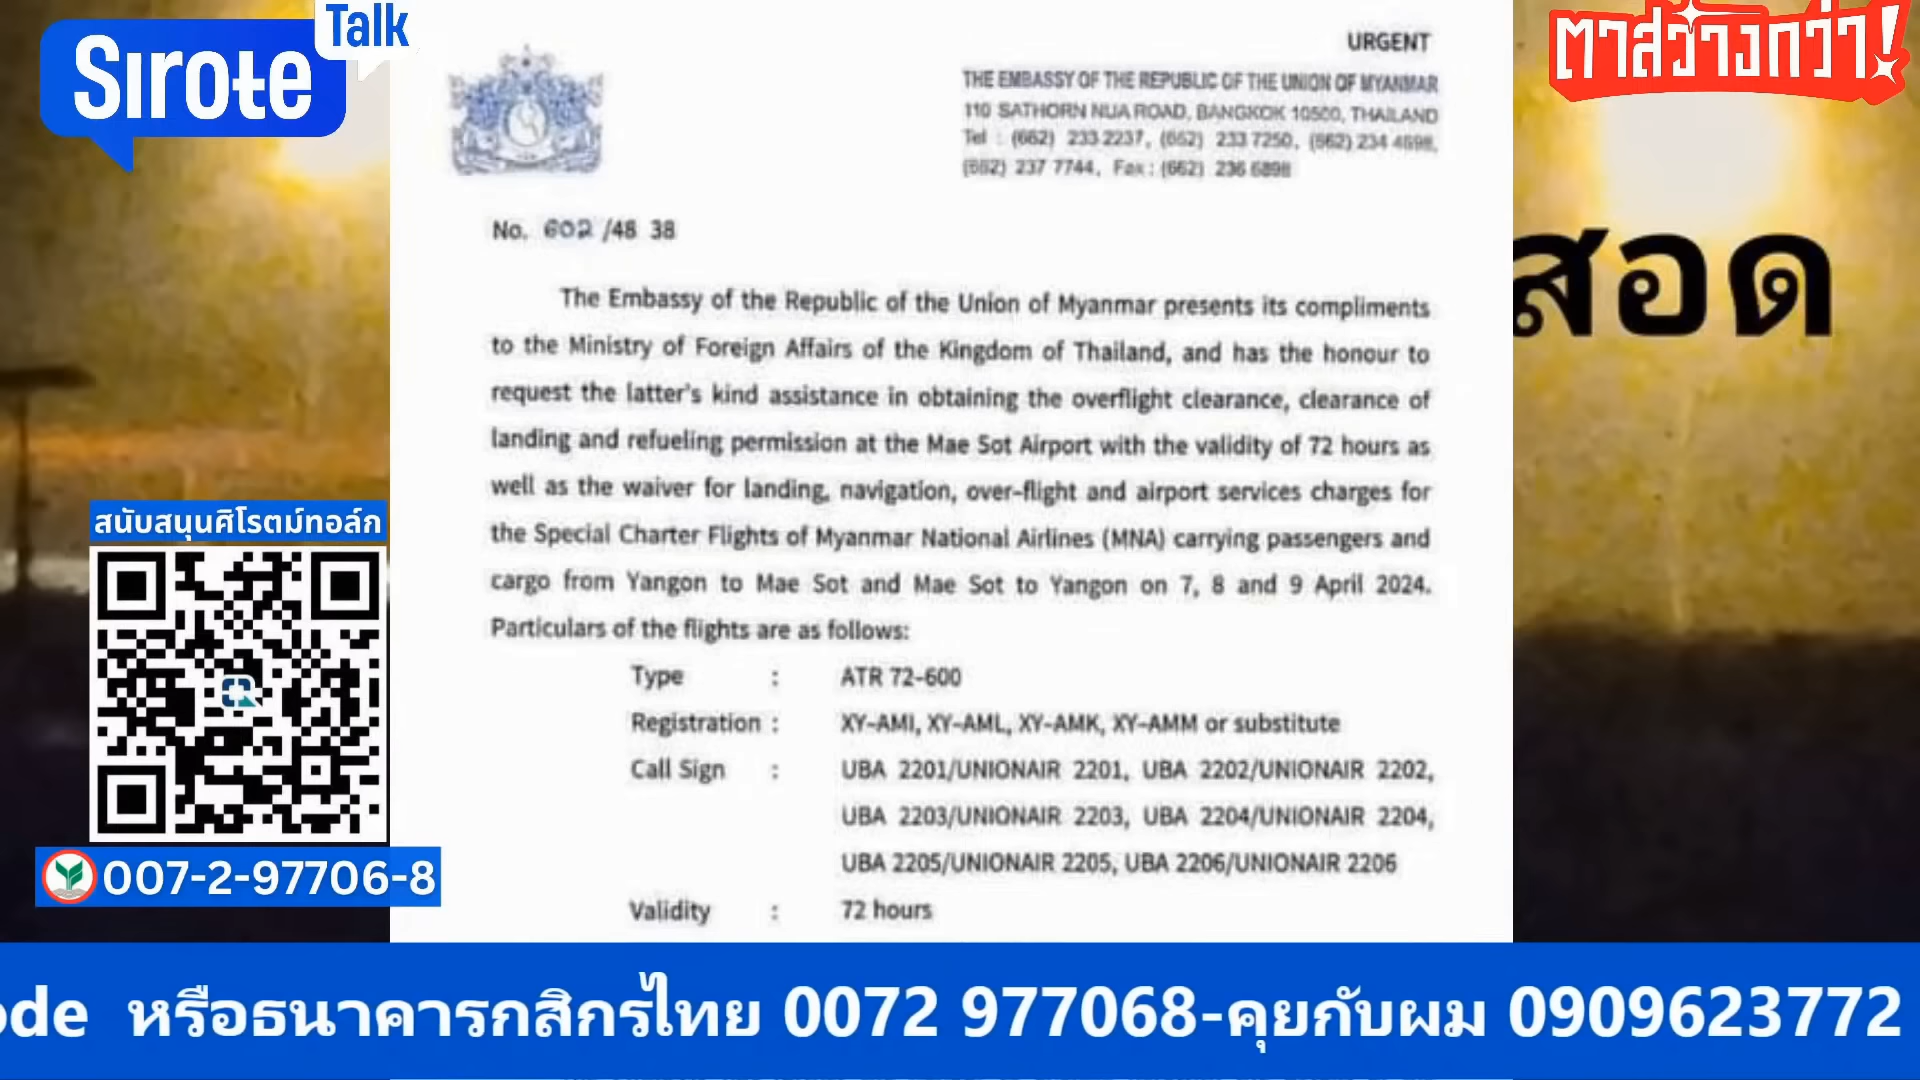 Sirote
Talk
ตาสว่างกว่า!
URGENT
THE EMBASSY OF THE REPUBLIC OF THE UNION OF MYANMAR
110 SATHORN NUA ROAD, BANGKOK 10500, THAILAND
Tel : (662) 233 2237, (662) 233 7250, (662) 234 4698,
(662) 237 7744, Fax : (662) 236 6898
No. 602 /48 38
The Embassy of the Republic of the Union of Myanmar presents its compliments
to the Ministry of Foreign Affairs of the Kingdom of Thailand, and has the honour to
request the latter's kind assistance in obtaining the overflight clearance, clearance of
landing and refueling permission at the Mae Sot Airport with the validity of 72 hours as
well as the waiver for landing, navigation, over-flight and airport services charges for
the Special Charter Flights of Myanmar National Airlines (MNA) carrying passengers and
cargo from Yangon to Mae Sot and Mae Sot to Yangon on 7, 8 and 9 April 2024.
Particulars of the flights are as follows:
Type : ATR 72-600
Registration : XY-AMI, XY-AML, XY-AMK, XY-AMM or substitute
Call Sign : UBA 2201/UNIONAIR 2201, UBA 2202/UNIONAIR 2202,
UBA 2203/UNIONAIR 2203, UBA 2204/UNIONAIR 2204,
UBA 2205/UNIONAIR 2205, UBA 2206/UNIONAIR 2206
Validity : 72 hours
สอด
สนับสนุนศิโรตม์ทอล์ก
007-2-97706-8
ode หรือธนาคารกสิกรไทย 0072 977068-คุยกับผม 0909623772